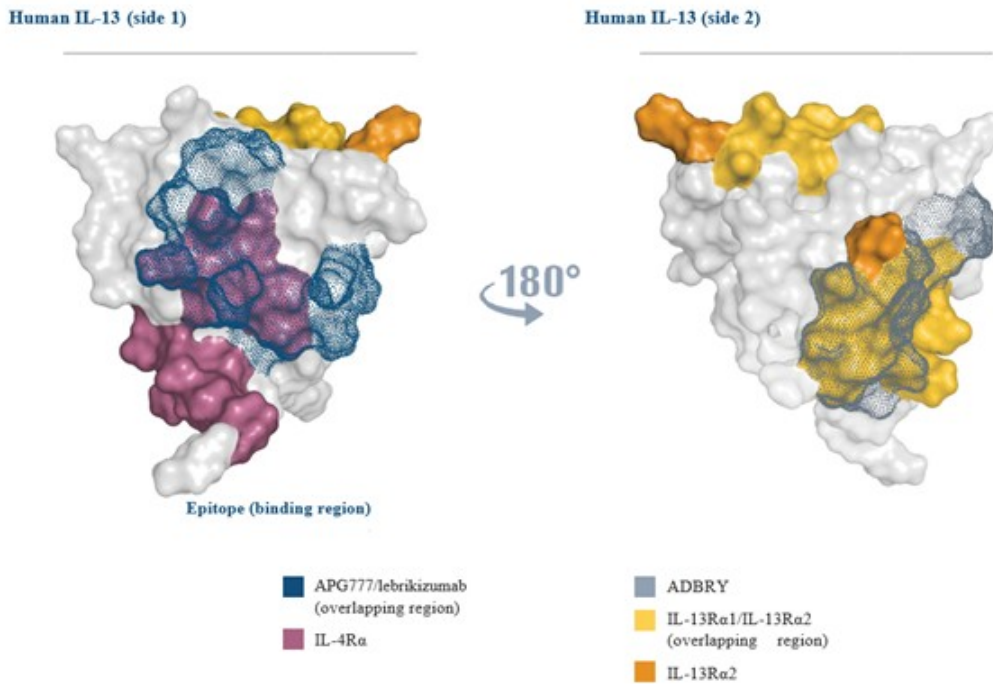 Human IL-13 (side 1)
Human IL-13 (side 2)
180°
Epitope (binding region)
APG777/lebrikizumab
(overlapping region)
IL-4Rα
ADBRY
IL-13Rα1/IL-13Rα2
(overlapping region)
IL-13Rα2